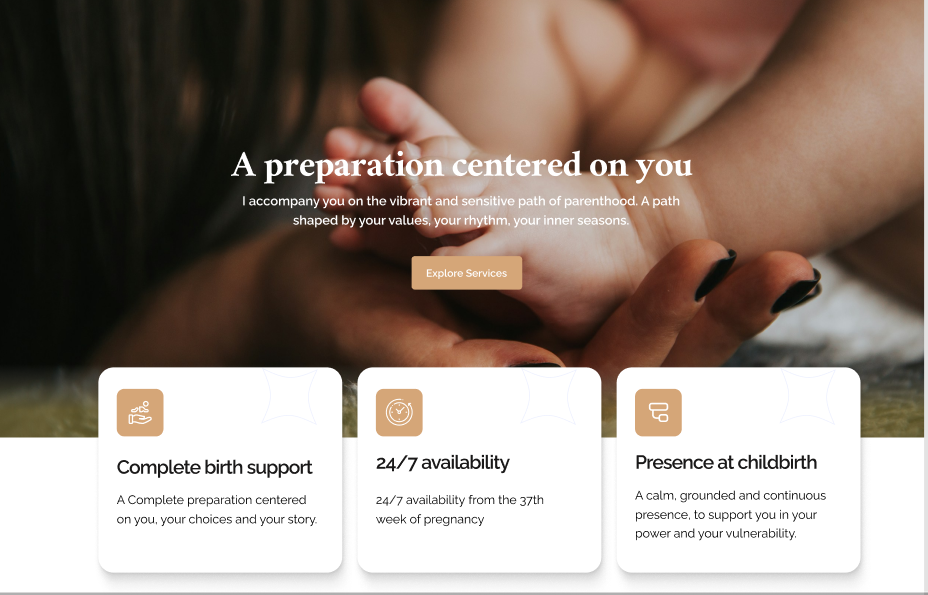 A preparation centered on you
I accompany you on the vibrant and sensitive path of parenthood. A path
shaped by your values, your rhythm, your inner seasons.
Explore Services
Complete birth support
A Complete preparation centered
on you, your choices and your story.
24/7 availability
24/7 availability from the 37th
week of pregnancy
Presence at childbirth
A calm, grounded and continuous
presence, to support you in your
power and your vulnerability.